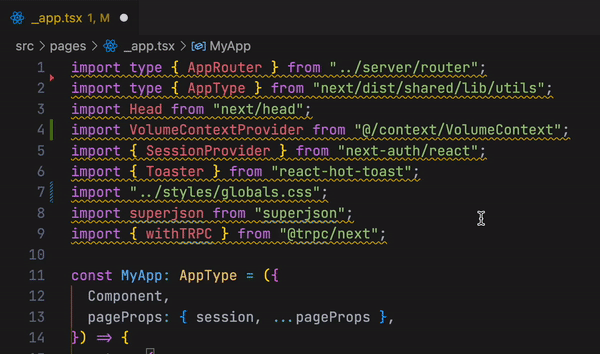 _app.tsx 1, M
src > pages > _app.tsx > MyApp
1 import type { AppRouter } from "../server/router";
2 import type { AppType } from "next/dist/shared/lib/utils";
3 import Head from "next/head";
4 import VolumeContextProvider from "@/context/VolumeContext";
5 import { SessionProvider } from "next-auth/react";
6 import { Toaster } from "react-hot-toast";
7 import "../styles/globals.css";
8 import superjson from "superjson";
9 import { withTRPC } from "@trpc/next";
10
11 const MyApp: AppType = ({
12 Component,
13 pageProps: { session, ...pageProps },
14 }) => {